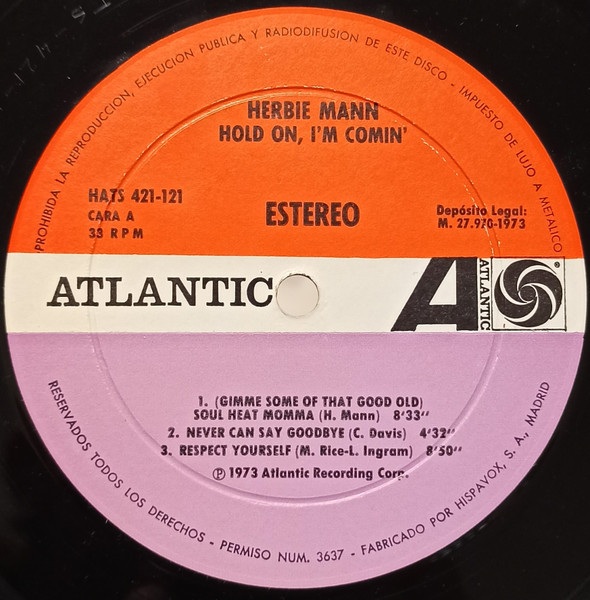 PROHIBIDA LA REPRODUCCION, EJECUCION PUBLICA Y RADIODIFUSION DE ESTE DISCO - IMPUESTO DE LUJO A METALICO
HERBIE MANN
HOLD ON, I'M COMIN'
HATS 421-121
CARA A
33 RPM
ESTEREO
Depósito Legal:
M. 27.920-1973
ATLANTIC
A
ATLANTIC
®
1. (GIMME SOME OF THAT GOOD OLD)
SOUL HEAT MOMMA (H. Mann) 8'33''
2. NEVER CAN SAY GOODBYE (C. Davis) 4'32''
3. RESPECT YOURSELF (M. Rice-L. Ingram) 8'50''
℗ 1973 Atlantic Recording Corp.
RESERVADOS TODOS LOS DERECHOS - PERMISO NUM. 3637 - FABRICADO POR HISPAVOX, S. A., MADRID